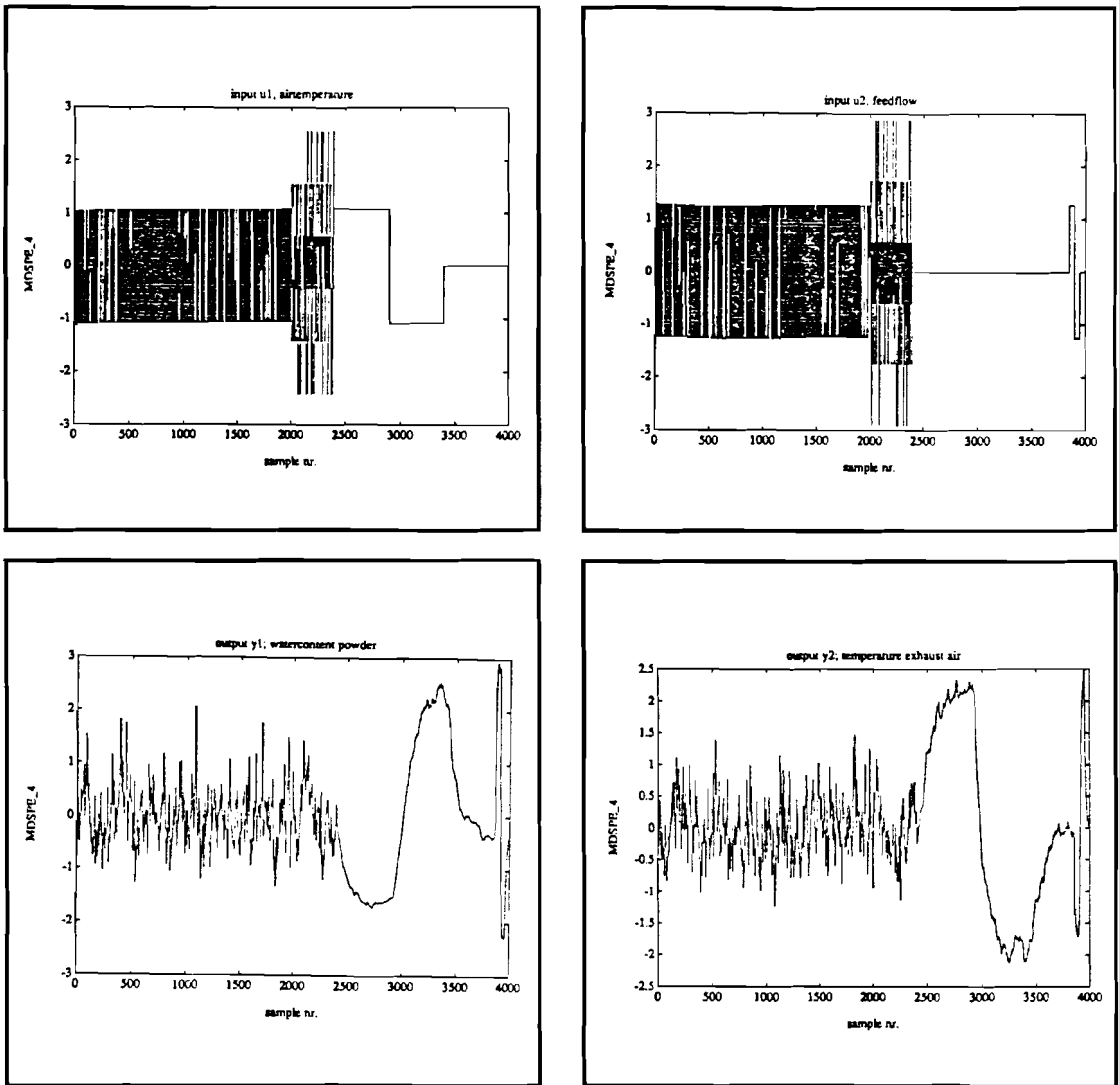 input u1, airtemperature
3
2
1
0
-1
-2
-3
MDSPE_4
0 500 1000 1500 2000 2500 3000 3500 4000
sample nr.
input u2, feedflow
3
2
1
0
-1
-2
-3
MDSPE_4
0 500 1000 1500 2000 2500 3000 3500 4000
sample nr.
output y1; watercontent powder
3
2
1
0
-1
-2
-3
MDSPE_4
0 500 1000 1500 2000 2500 3000 3500 4000
sample nr.
output y2; temperature exhaust air
2.5
2
1.5
1
0.5
0
-0.5
-1
-1.5
-2
-2.5
MDSPE_4
0 500 1000 1500 2000 2500 3000 3500 4000
sample nr.